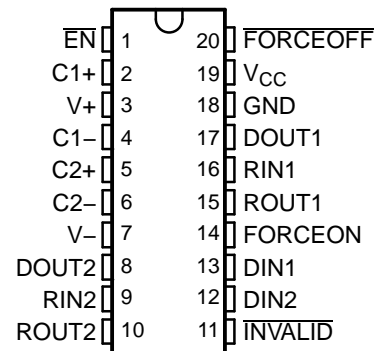 EN 1 20 FORCEOFF
C1+ 2 19 VCC
V+ 3 18 GND
C1− 4 17 DOUT1
C2+ 5 16 RIN1
C2− 6 15 ROUT1
V− 7 14 FORCEON
DOUT2 8 13 DIN1
RIN2 9 12 DIN2
ROUT2 10 11 INVALID